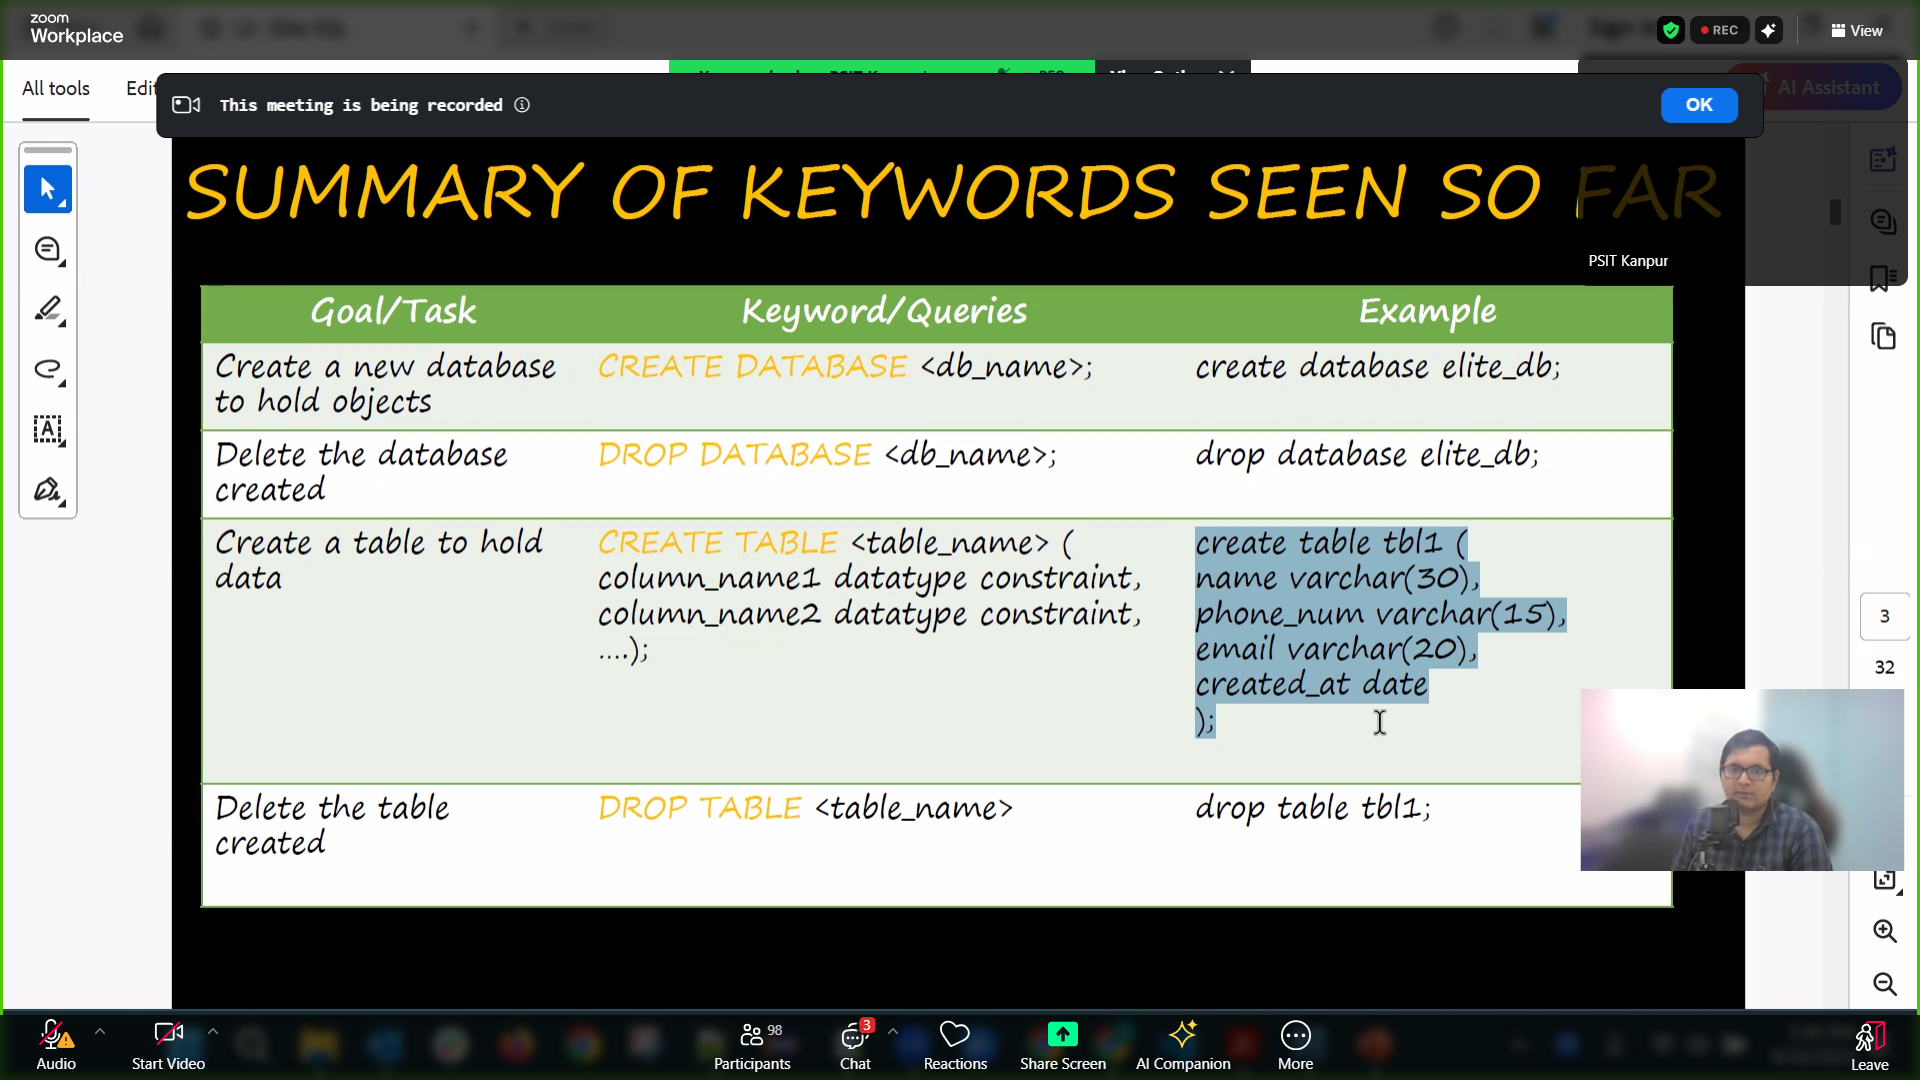 zoom
Workplace
REC
View
All tools
AI Assistant
This meeting is being recorded
OK
SUMMARY OF KEYWORDS SEEN SO FAR
PSIT Kanpur
Goal/Task Keyword/Queries Example
Create a new database
to hold objects
CREATE DATABASE <db_name>;
create database elite_db;
Delete the database
created
DROP DATABASE <db_name>;
drop database elite_db;
Create a table to hold
data
CREATE TABLE <table_name> (
column_name1 datatype constraint,
column_name2 datatype constraint,
....);
create table tbl1 (
name varchar(30),
phone_num varchar(15),
email varchar(20),
created_at date
);
Delete the table
created
DROP TABLE <table_name>
drop table tbl1;
3
32
Audio
Start Video
98
Participants
3
Chat
Reactions
Share Screen
AI Companion
More
Leave